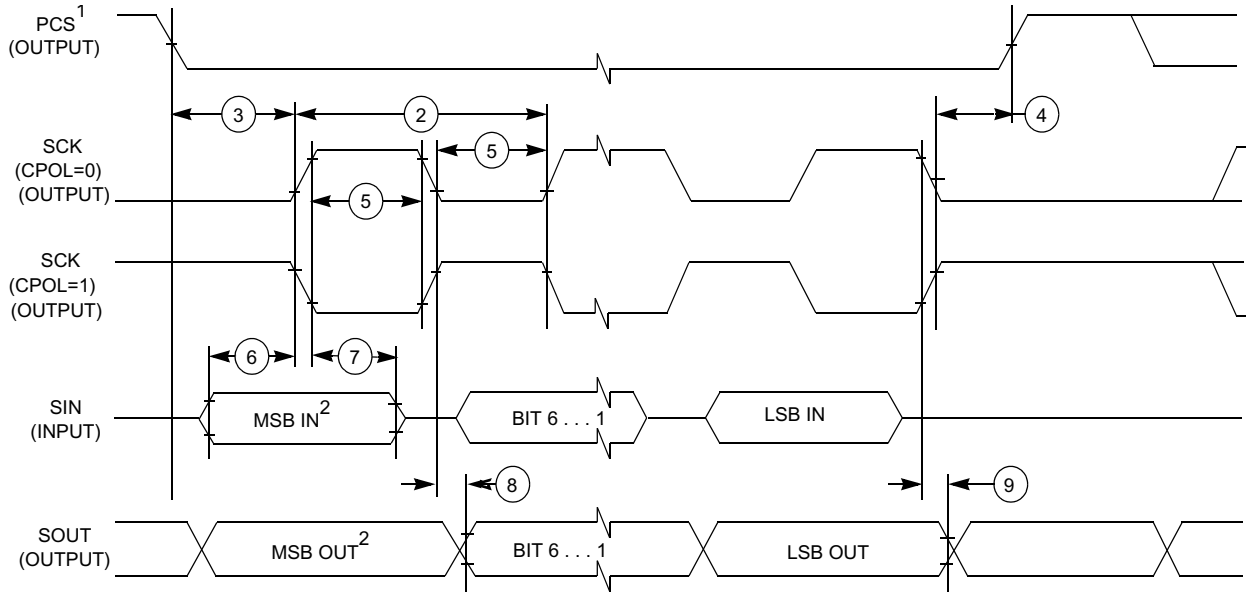 PCS1
(OUTPUT)
3
2
4
SCK
(CPOL=0)
(OUTPUT)
5
5
SCK
(CPOL=1)
(OUTPUT)
6
7
SIN
(INPUT)
MSB IN2
BIT 6 . . . 1
LSB IN
8
9
SOUT
(OUTPUT)
MSB OUT2
BIT 6 . . . 1
LSB OUT